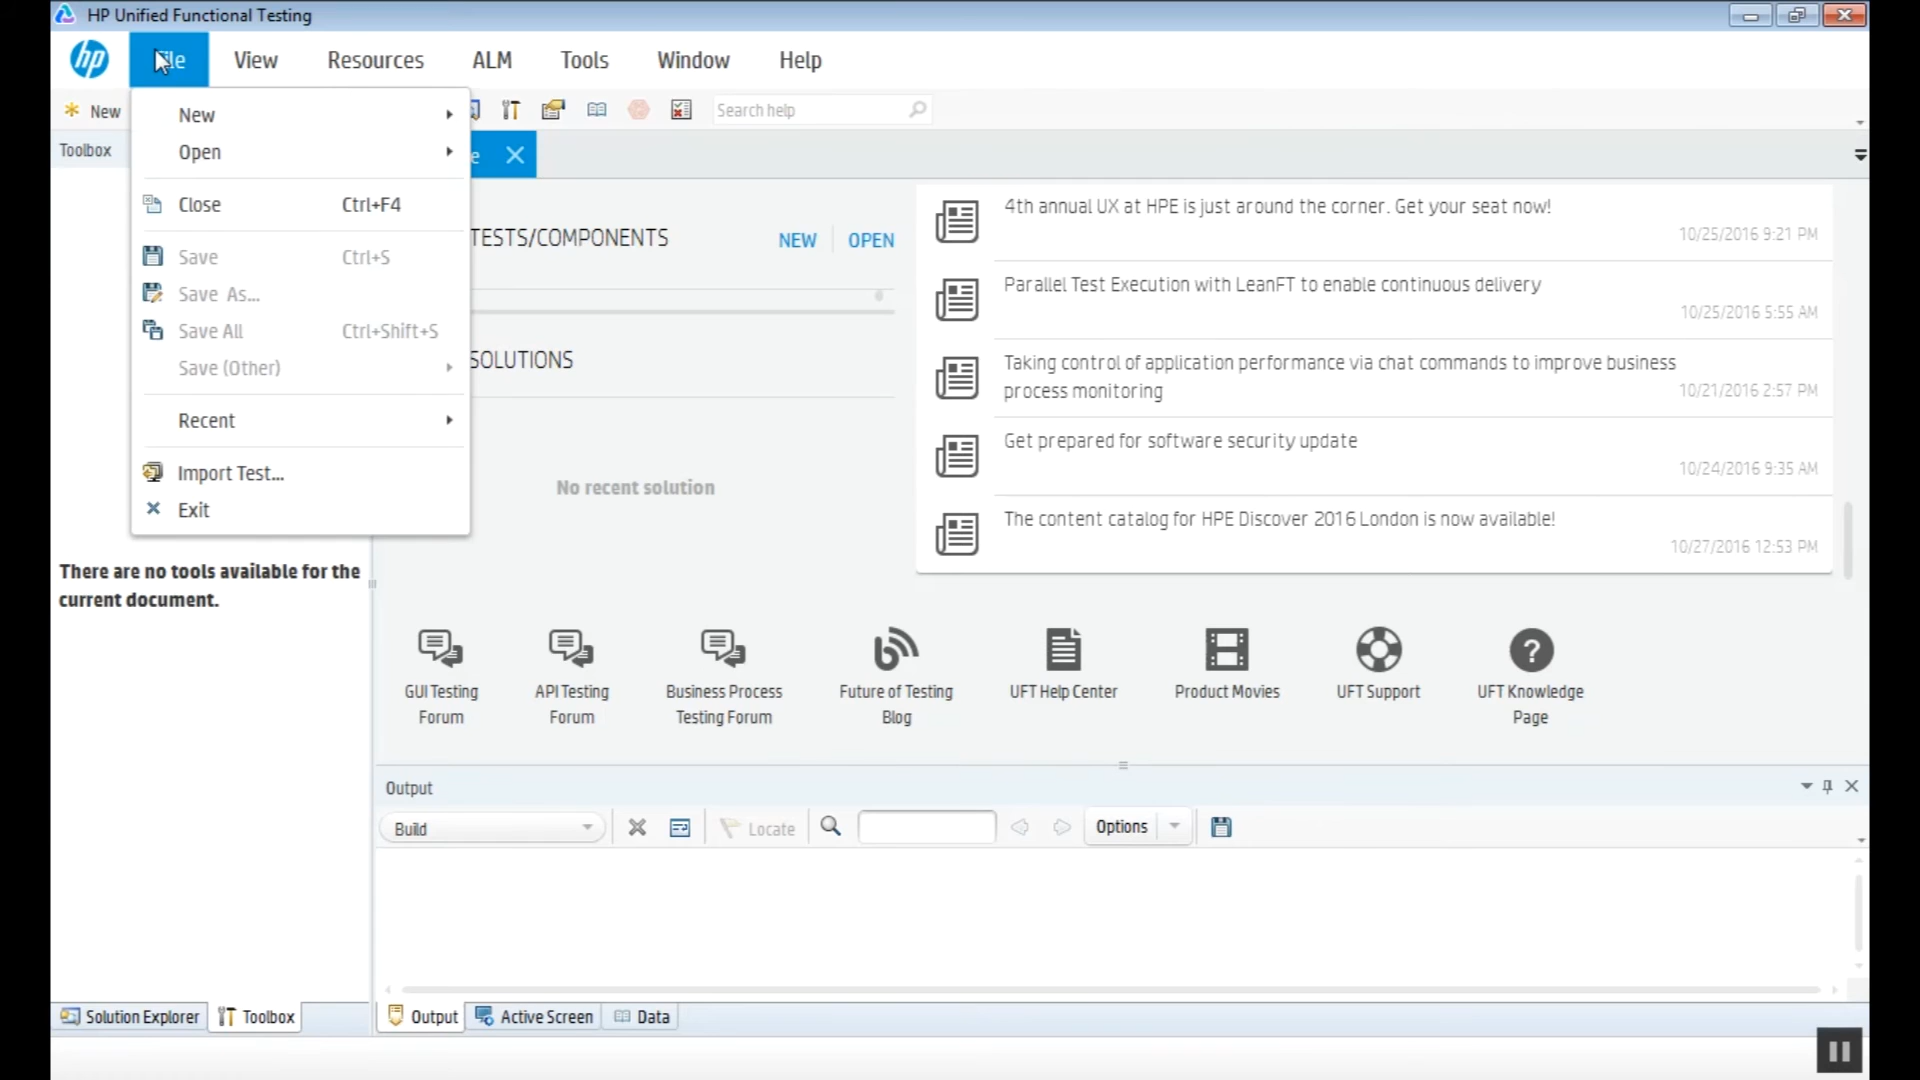 HP Unified Functional Testing
hp
View
Resources
ALM
Tools
Window
Help
New
Search help
Toolbox
New
Open
Close Ctrl+F4
Save Ctrl+S
Save As...
Save All Ctrl+Shift+S
Save (Other)
Recent
Import Test...
Exit
TESTS/COMPONENTS
NEW
OPEN
SOLUTIONS
No recent solution
4th annual UX at HPE is just around the corner. Get your seat now!
10/25/2016 9:21 PM
Parallel Test Execution with LeanFT to enable continuous delivery
10/25/2016 5:55 AM
Taking control of application performance via chat commands to improve business
process monitoring
10/21/2016 2:57 PM
Get prepared for software security update
10/24/2016 9:35 AM
The content catalog for HPE Discover 2016 London is now available!
10/27/2016 12:53 PM
There are no tools available for the
current document.
GUI Testing
Forum
API Testing
Forum
Business Process
Testing Forum
Future of Testing
Blog
UFT Help Center
Product Movies
UFT Support
UFT Knowledge
Page
Output
Build
Locate
Options
Solution Explorer
Toolbox
Output
Active Screen
Data